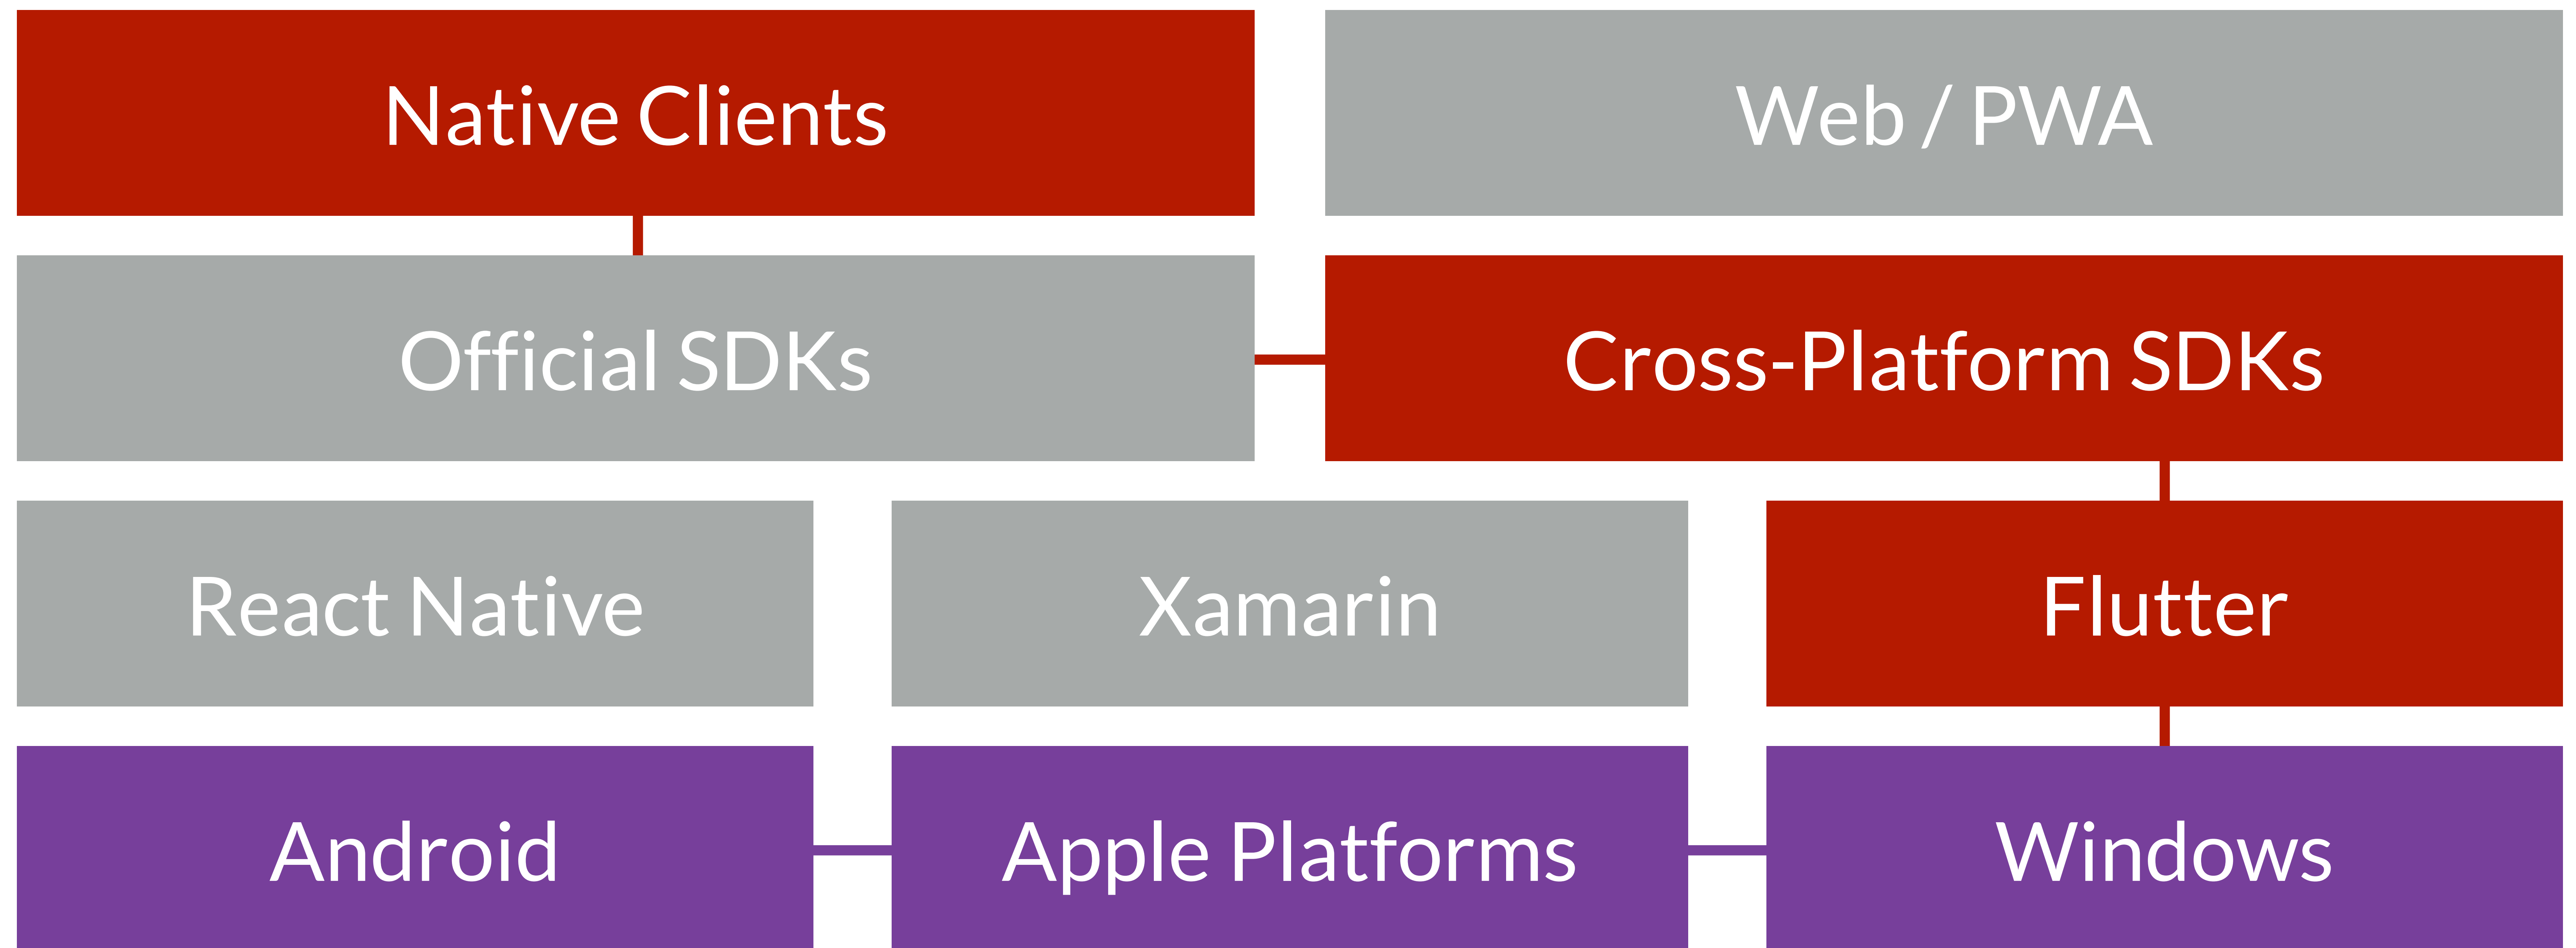 Native Clients
Web / PWA
Official SDKs
Cross-Platform SDKs
React Native
Xamarin
Flutter
Android
Apple Platforms
Windows